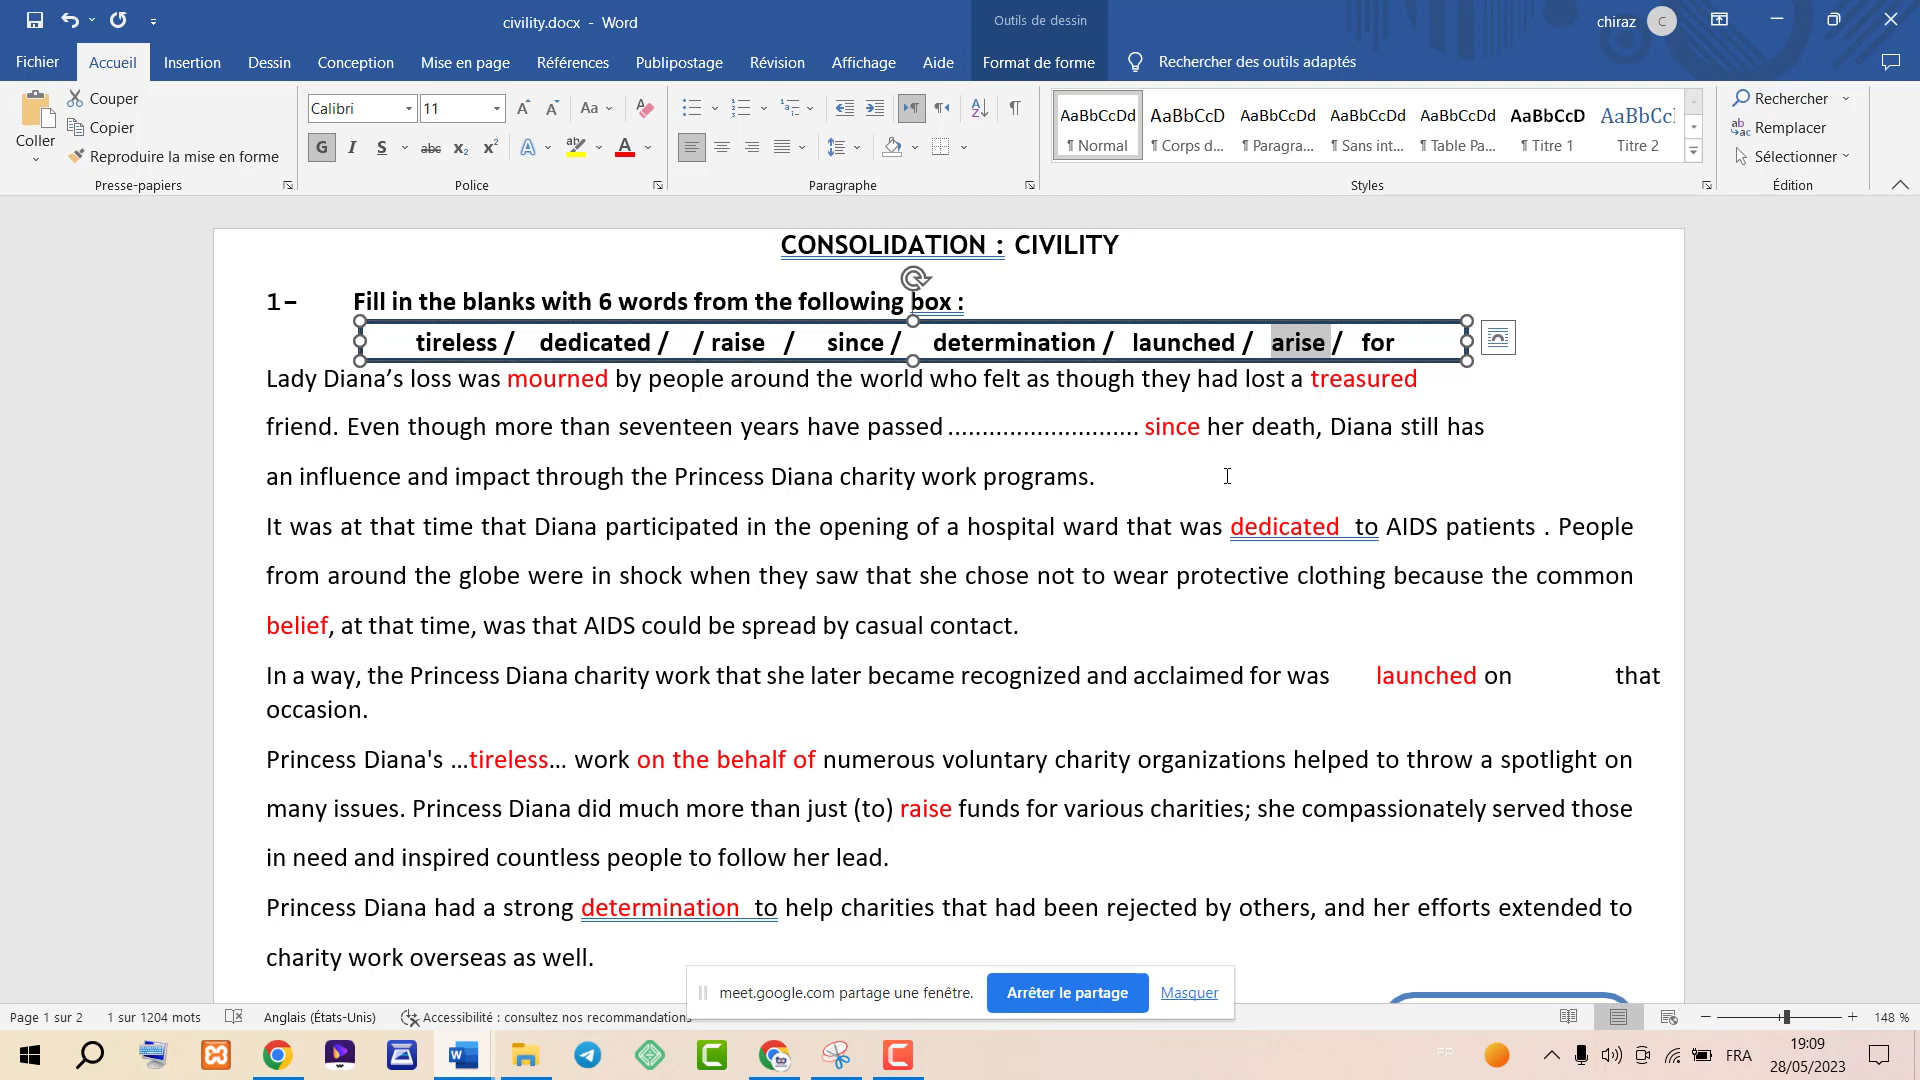 civility.docx - Word
Outils de dessin
chiraz C
Fichier Accueil Insertion Dessin Conception Mise en page Références Publipostage Révision Affichage Aide Format de forme Rechercher des outils adaptés
Coller
Couper
Copier
Reproduire la mise en forme
Presse-papiers
Calibri 11
Aa
G I S abc x₂ x² A A
Police
Paragraphe
AaBbCcDd AaBbCcD AaBbCcDd AaBbCcDd AaBbCcDd AaBbCcD AaBbCcI
¶ Normal ¶ Corps d... ¶ Paragra... ¶ Sans int... ¶ Table Pa... ¶ Titre 1 Titre 2
Styles
Rechercher
Remplacer
Sélectionner
Édition
CONSOLIDATION : CIVILITY
1– Fill in the blanks with 6 words from the following box :
tireless / dedicated / / raise / since / determination / launched / arise / for
Lady Diana’s loss was mourned by people around the world who felt as though they had lost a treasured
friend. Even though more than seventeen years have passed ............................ since her death, Diana still has
an influence and impact through the Princess Diana charity work programs.
It was at that time that Diana participated in the opening of a hospital ward that was dedicated to AIDS patients . People
from around the globe were in shock when they saw that she chose not to wear protective clothing because the common
belief, at that time, was that AIDS could be spread by casual contact.
In a way, the Princess Diana charity work that she later became recognized and acclaimed for was launched on that
occasion.
Princess Diana's ...tireless... work on the behalf of numerous voluntary charity organizations helped to throw a spotlight on
many issues. Princess Diana did much more than just (to) raise funds for various charities; she compassionately served those
in need and inspired countless people to follow her lead.
Princess Diana had a strong determination to help charities that had been rejected by others, and her efforts extended to
charity work overseas as well.
meet.google.com partage une fenêtre. Arrêter le partage Masquer
Page 1 sur 2 1 sur 1204 mots Anglais (États-Unis) Accessibilité : consultez nos recommandations 148 %
FRA
19:09
28/05/2023